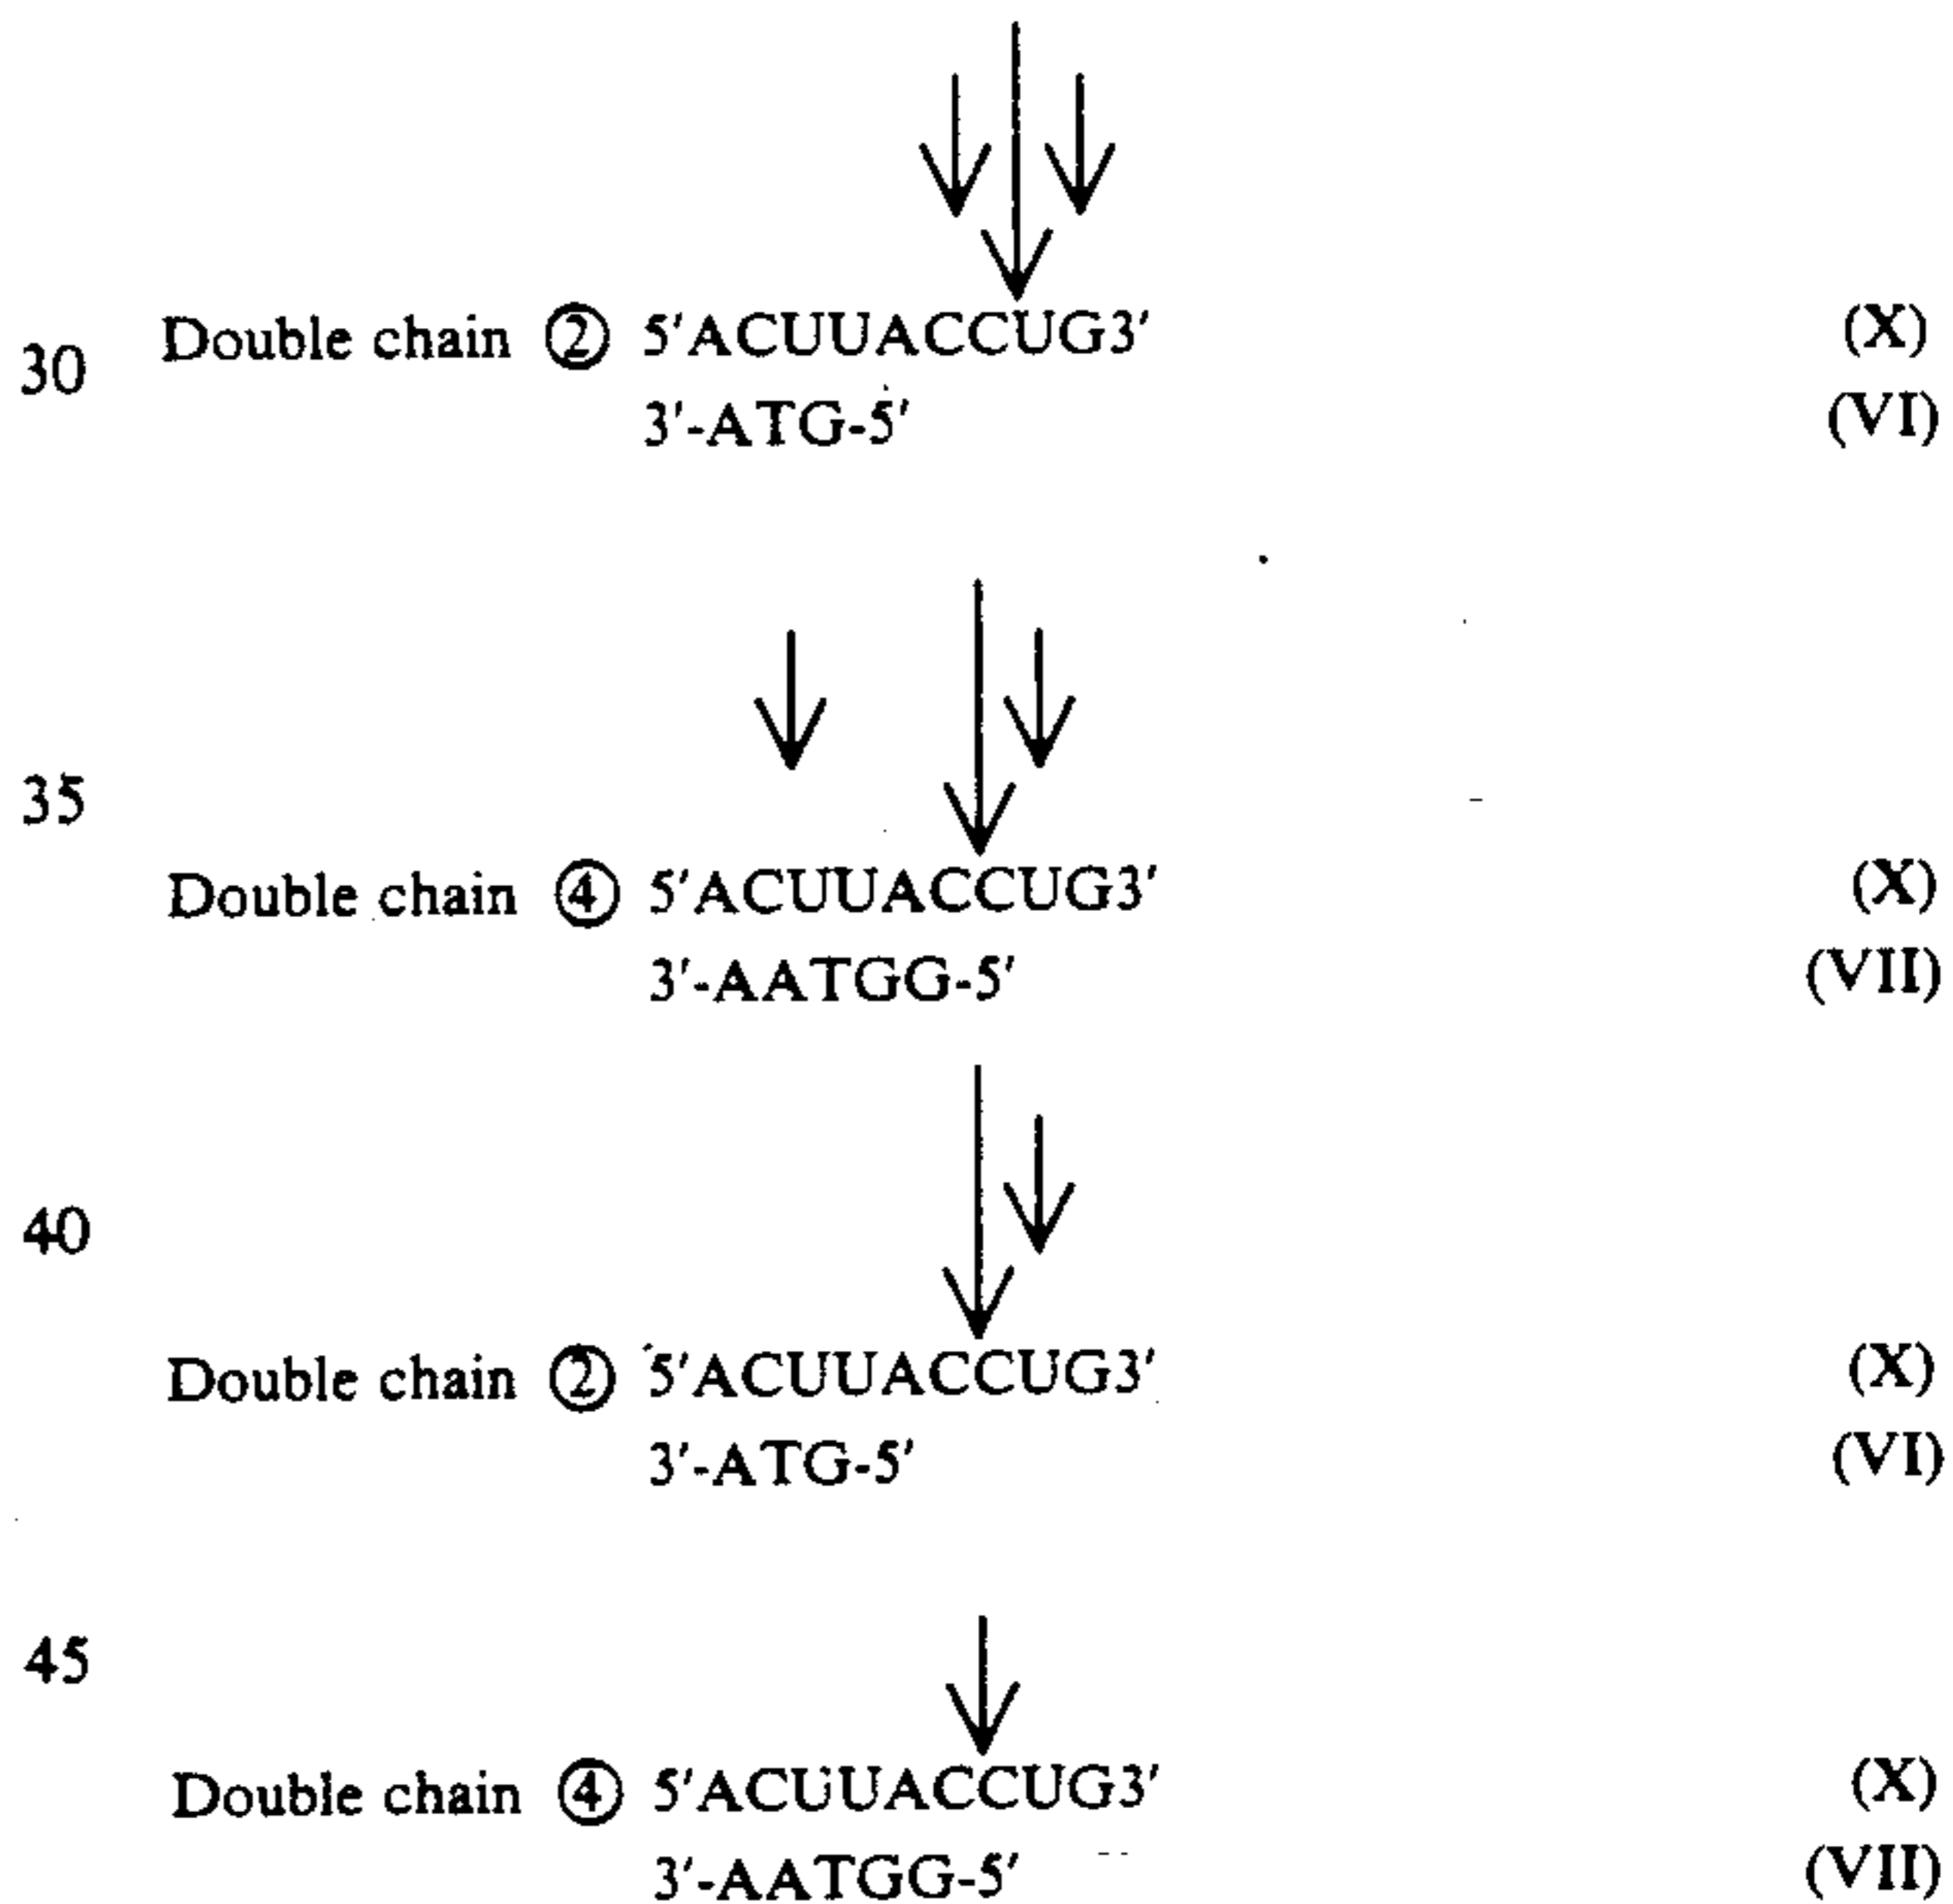 30 Double chain ② 5'ACUUACCUG3' (X)
3'-ATG-5' (VI)
35
Double chain ④ 5'ACUUACCUG3' (X)
3'-AATGG-5' (VII)
40
Double chain ② 5'ACUUACCUG3' (X)
3'-ATG-5' (VI)
45
Double chain ④ 5'ACUUACCUG3' (X)
3'-AATGG-5' (VII)